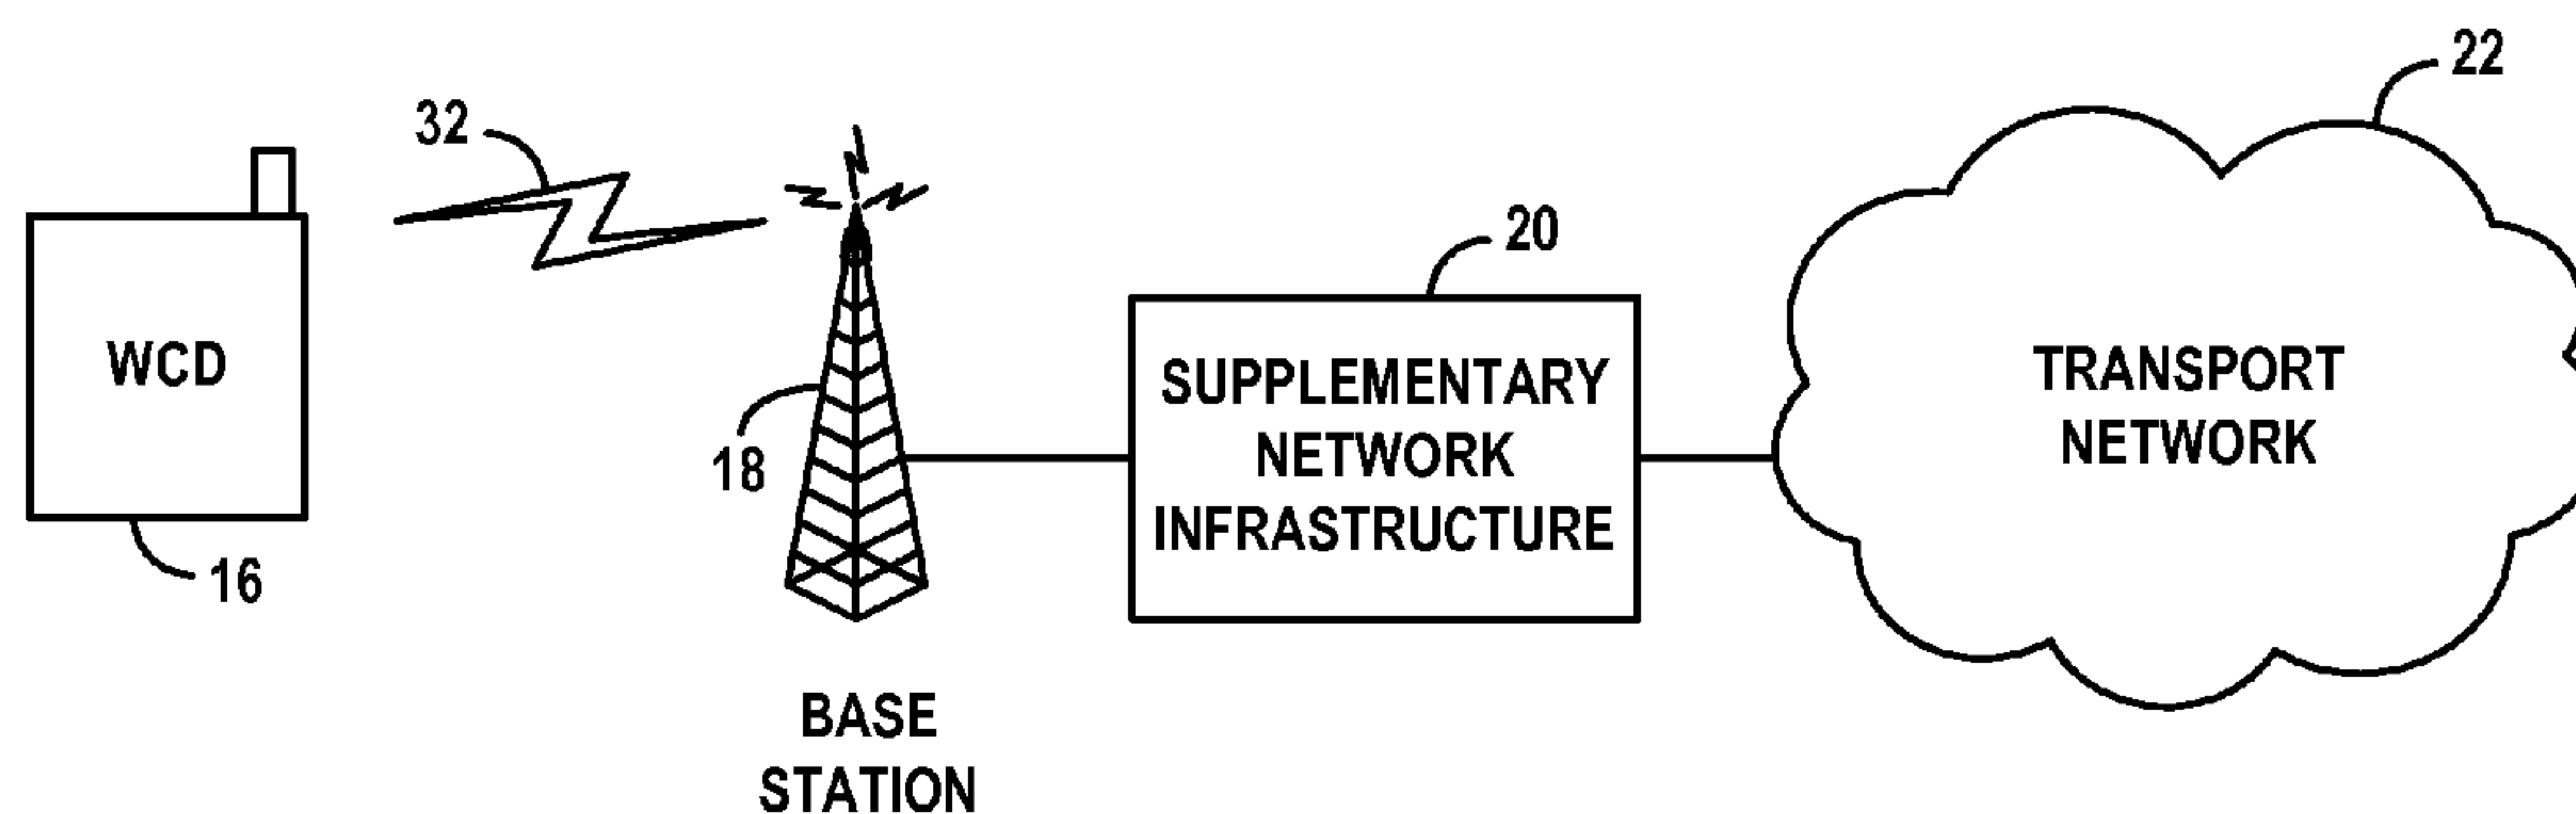 22
32
20
WCD
SUPPLEMENTARY
NETWORK
INFRASTRUCTURE
TRANSPORT
NETWORK
18
16
BASE
STATION